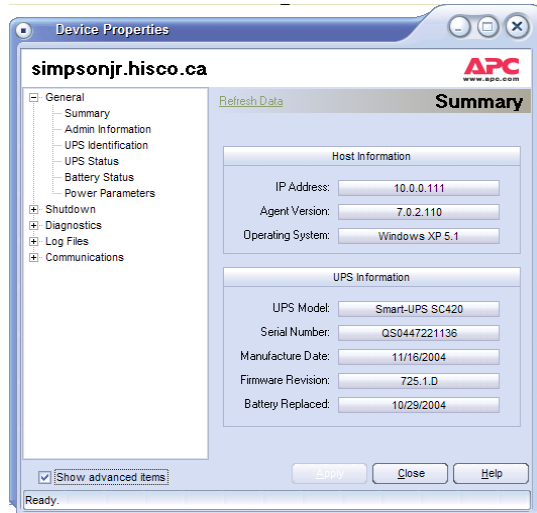 Device Properties
simpsonjr.hisco.ca
APC
www.apc.com
General
Summary
Admin Information
UPS Identification
UPS Status
Battery Status
Power Parameters
Shutdown
Diagnostics
Log Files
Communications
Refresh Data
Summary
Host Information
IP Address: 10.0.0.111
Agent Version: 7.0.2.110
Operating System: Windows XP 5.1
UPS Information
UPS Model: Smart-UPS SC420
Serial Number: QS0447221136
Manufacture Date: 11/16/2004
Firmware Revision: 725.1.D
Battery Replaced: 10/29/2004
Show advanced items
Apply
Close
Help
Ready.